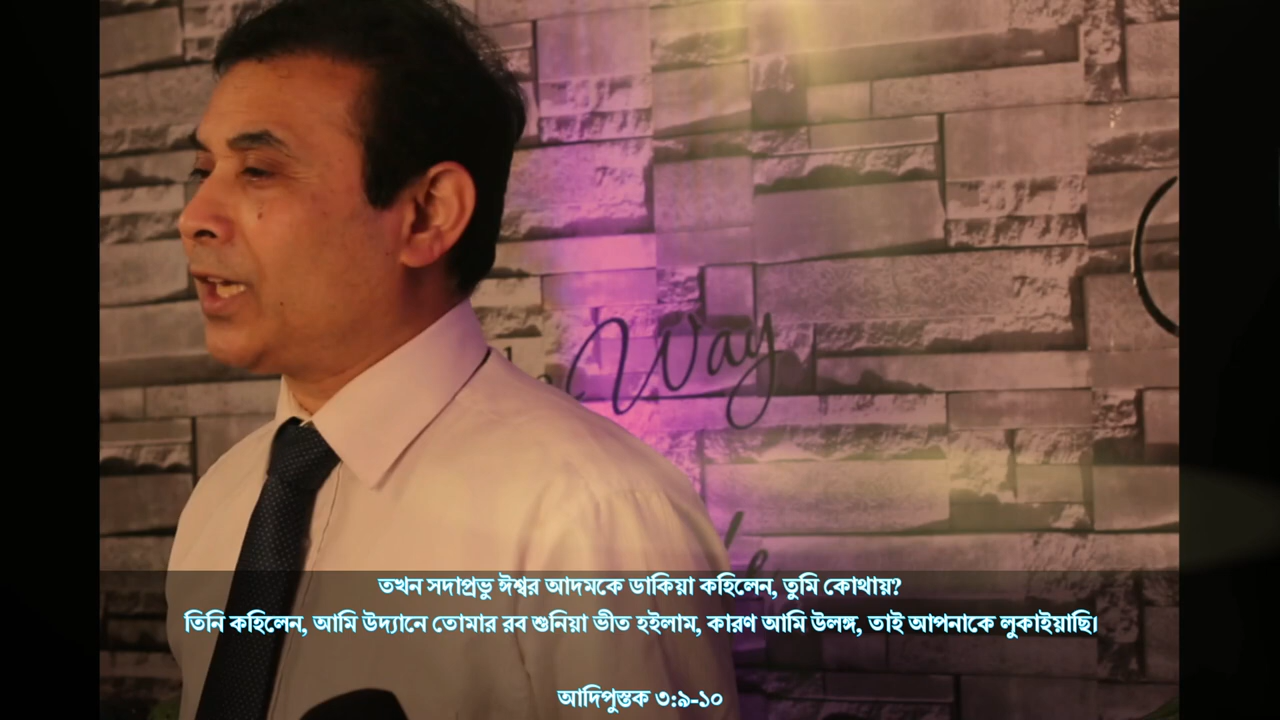 Way
তখন সদাপ্রভু ঈশ্বর আদমকে ডাকিয়া কহিলেন, তুমি কোথায়?
তিনি কহিলেন, আমি উদ্যানে তোমার রব শুনিয়া ভীত হইলাম, কারণ আমি উলঙ্গ, তাই আপনাকে লুকাইয়াছি।
আদিপুস্তক ৩:৯-১০